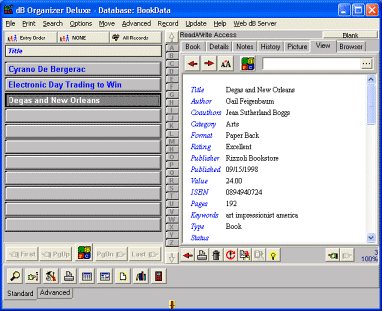 dB Organizer Deluxe - Database: BookData
File Print Search Options Move Advanced Record Update Help Web dB Server
Entry Order NONE All Records
Title
Cyrano De Bergerac
Electronic Day Trading to Win
Degas and New Orleans
First PgUp PgDn Last
Standard Advanced
A
B
C
D
E
F
G
H
I
J
K
L
M
N
O
P
Q
R
S
T
U
V
W
X
Y
Z
Read/Write Access Blank
Book Details Notes History Picture View Browser
Title Degas and New Orleans
Author Gail Feigenbaum
Coauthors Jean Sutherland Boggs
Category Arts
Format Paper Back
Rating Excellent
Publisher Rizzoli Bookstore
Published 09/15/1998
Value 24.00
ISBN 0894940724
Pages 192
Keywords art impressionist america
Type Book
Status
3
100%